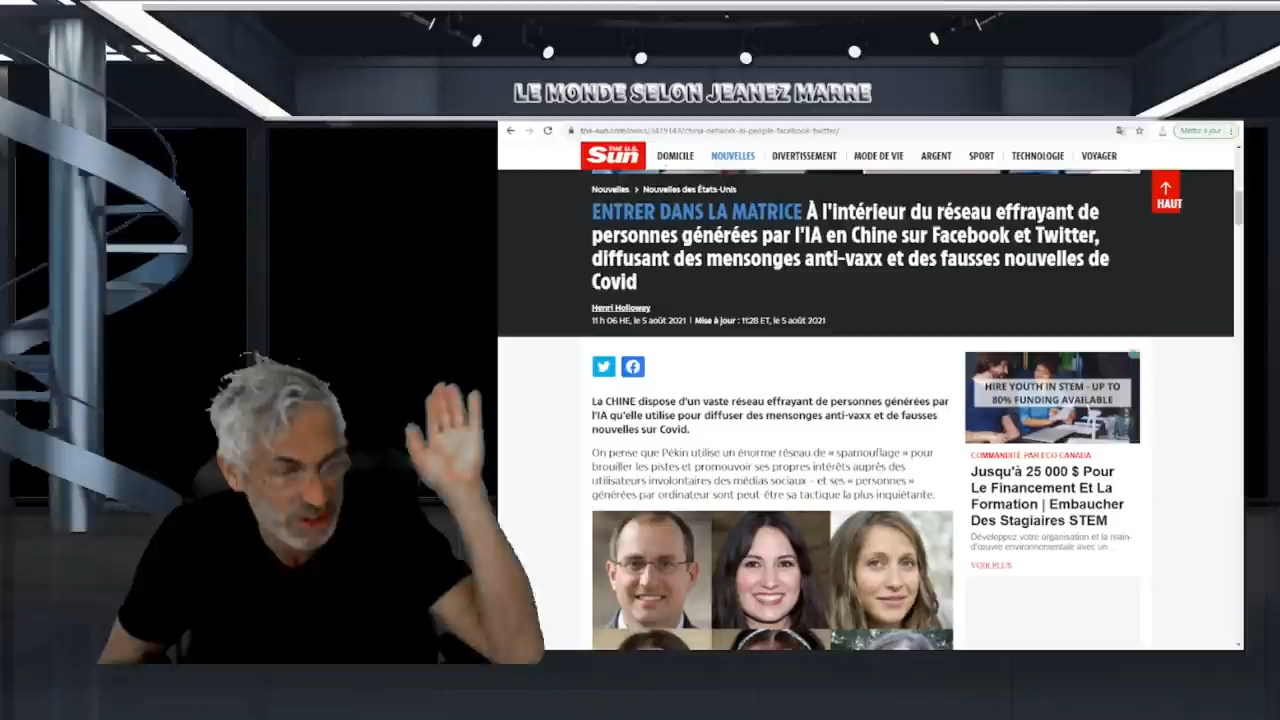 LE MONDE SELON JEANEZ MARRE
Mettre à jour
THE U.S. Sun
DOMICILE NOUVELLES DIVERTISSEMENT MODE DE VIE ARGENT SPORT TECHNOLOGIE VOYAGER
Nouvelles > Nouvelles des États-Unis
HAUT
ENTRER DANS LA MATRICE À l'intérieur du réseau effrayant de
personnes générées par l'IA en Chine sur Facebook et Twitter,
diffusant des mensonges anti-vaxx et des fausses nouvelles de
Covid
Henri Holloway
11 h 06 HE, le 5 août 2021 | Mise à jour : 11:28 ET, le 5 août 2021
La CHINE dispose d'un vaste réseau effrayant de personnes générées par
l'IA qu'elle utilise pour diffuser des mensonges anti-vaxx et de fausses
nouvelles sur Covid.
On pense que Pékin utilise un énorme réseau de « spamouflage » pour
brouiller les pistes et promouvoir ses propres intérêts auprès des
utilisateurs involontaires des médias sociaux - et ses « personnes »
générées par ordinateur sont peut-être sa tactique la plus inquiétante.
HIRE YOUTH IN STEM - UP TO
80% FUNDING AVAILABLE
COMMANDITÉ PAR ECO CANADA
Jusqu'à 25 000 $ Pour
Le Financement Et La
Formation | Embaucher
Des Stagiaires STEM
Développez votre organisation et la main-
d'œuvre environnementale avec un ...
VOIR PLUS